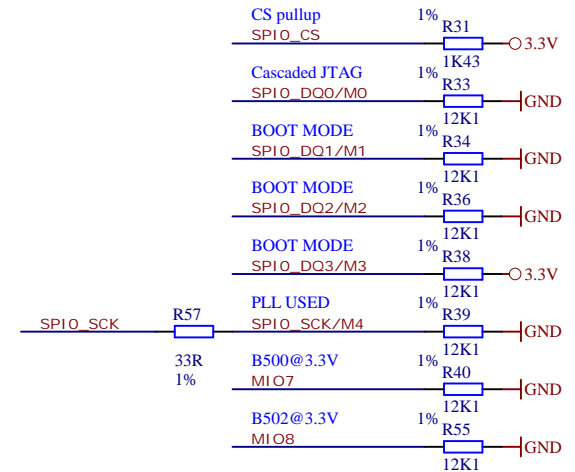 CS pullup 1% R31
SPI0_CS 3.3V
1K43
Cascaded JTAG 1% R33
SPI0_DQ0/M0 GND
12K1
BOOT MODE 1% R34
SPI0_DQ1/M1 GND
12K1
BOOT MODE 1% R36
SPI0_DQ2/M2 GND
12K1
BOOT MODE 1% R38
SPI0_DQ3/M3 3.3V
12K1
PLL USED 1% R39
SPI0_SCK R57 SPI0_SCK/M4 GND
33R 12K1
1%
B500@3.3V 1% R40
MIO7 GND
12K1
B502@3.3V 1% R55
MIO8 GND
12K1